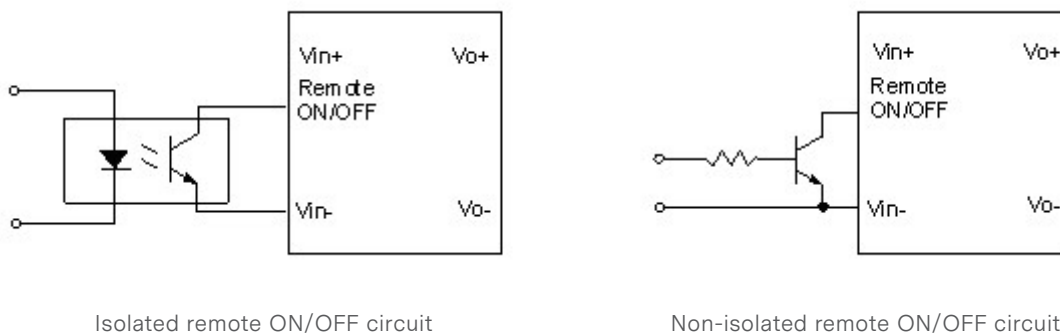 Vin+
Vo+
Remote
ON/OFF
Vin-
Vo-
Isolated remote ON/OFF circuit
Vin+
Vo+
Remote
ON/OFF
Vin-
Vo-
Non-isolated remote ON/OFF circuit